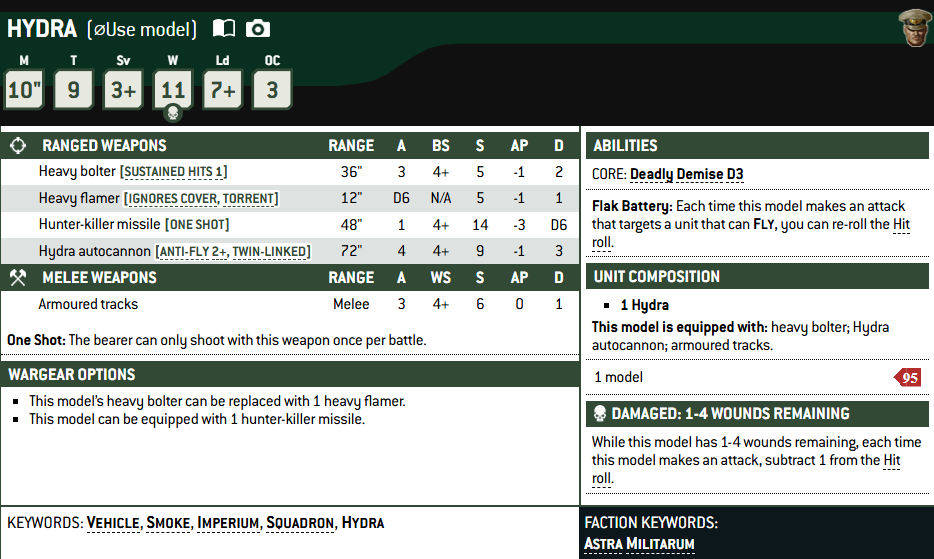 HYDRA (⌀Use model)
M T Sv W Ld OC
10" 9 3+ 11 7+ 3
RANGED WEAPONS RANGE A BS S AP D
Heavy bolter [SUSTAINED HITS 1] 36" 3 4+ 5 -1 2
Heavy flamer [IGNORES COVER, TORRENT] 12" D6 N/A 5 -1 1
Hunter-killer missile [ONE SHOT] 48" 1 4+ 14 -3 D6
Hydra autocannon [ANTI-FLY 2+, TWIN-LINKED] 72" 4 4+ 9 -1 3
MELEE WEAPONS RANGE A WS S AP D
Armoured tracks Melee 3 4+ 6 0 1
One Shot: The bearer can only shoot with this weapon once per battle.
WARGEAR OPTIONS
▪ This model's heavy bolter can be replaced with 1 heavy flamer.
▪ This model can be equipped with 1 hunter-killer missile.
ABILITIES
CORE: Deadly Demise D3
Flak Battery: Each time this model makes an attack
that targets a unit that can FLY, you can re-roll the Hit
roll.
UNIT COMPOSITION
▪ 1 Hydra
This model is equipped with: heavy bolter; Hydra
autocannon; armoured tracks.
1 model 95
DAMAGED: 1-4 WOUNDS REMAINING
While this model has 1-4 wounds remaining, each time
this model makes an attack, subtract 1 from the Hit
roll.
KEYWORDS: VEHICLE, SMOKE, IMPERIUM, SQUADRON, HYDRA
FACTION KEYWORDS:
ASTRA MILITARUM